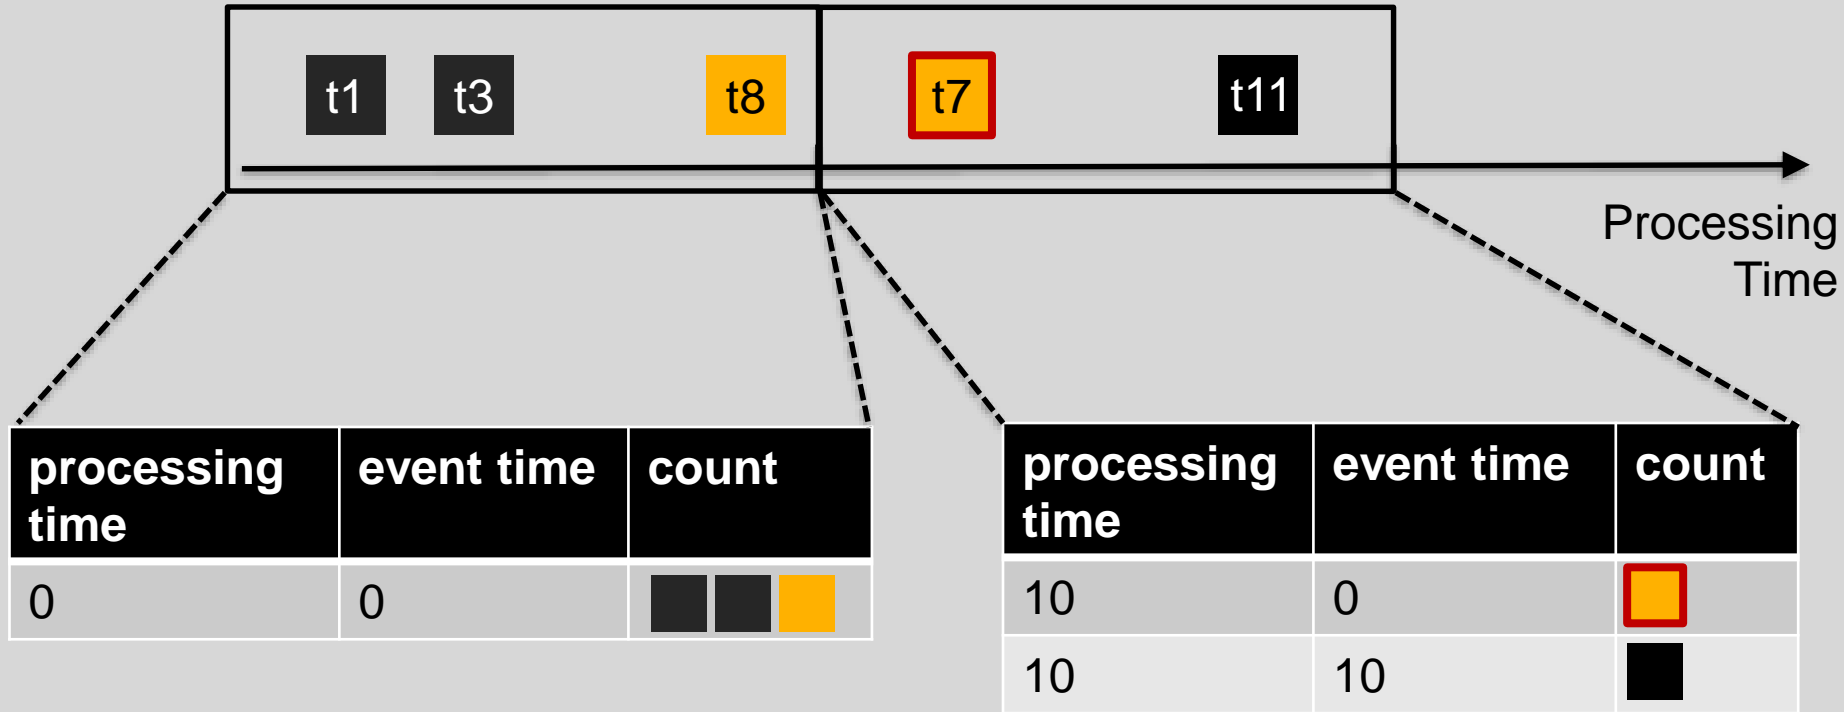 t1 t3 t8 t7 t11
Processing
Time
processing time event time count
0 0
processing time event time count
10 0
10 10